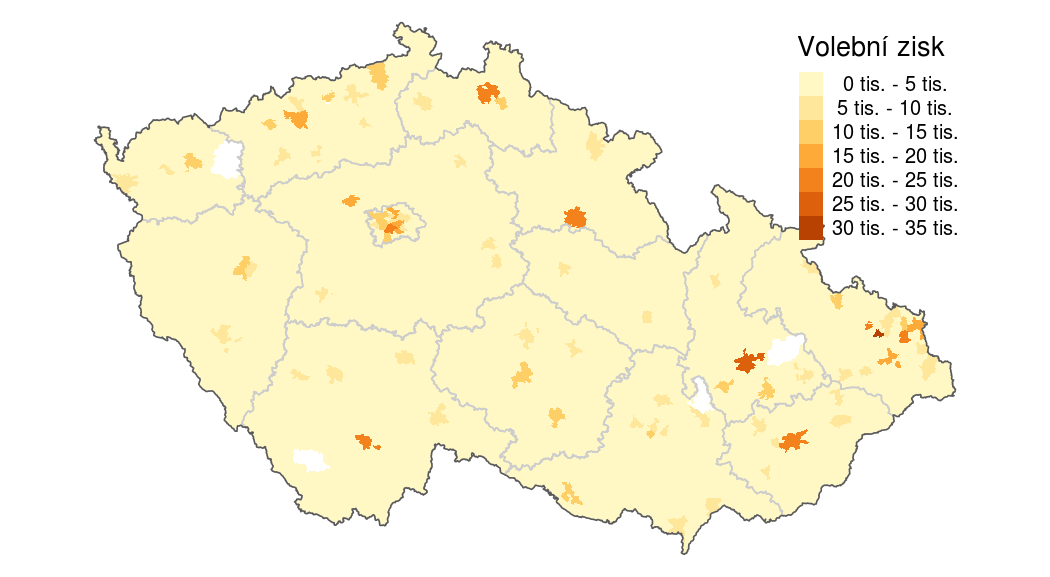 Volební zisk
0 tis. - 5 tis.
5 tis. - 10 tis.
10 tis. - 15 tis.
15 tis. - 20 tis.
20 tis. - 25 tis.
25 tis. - 30 tis.
30 tis. - 35 tis.